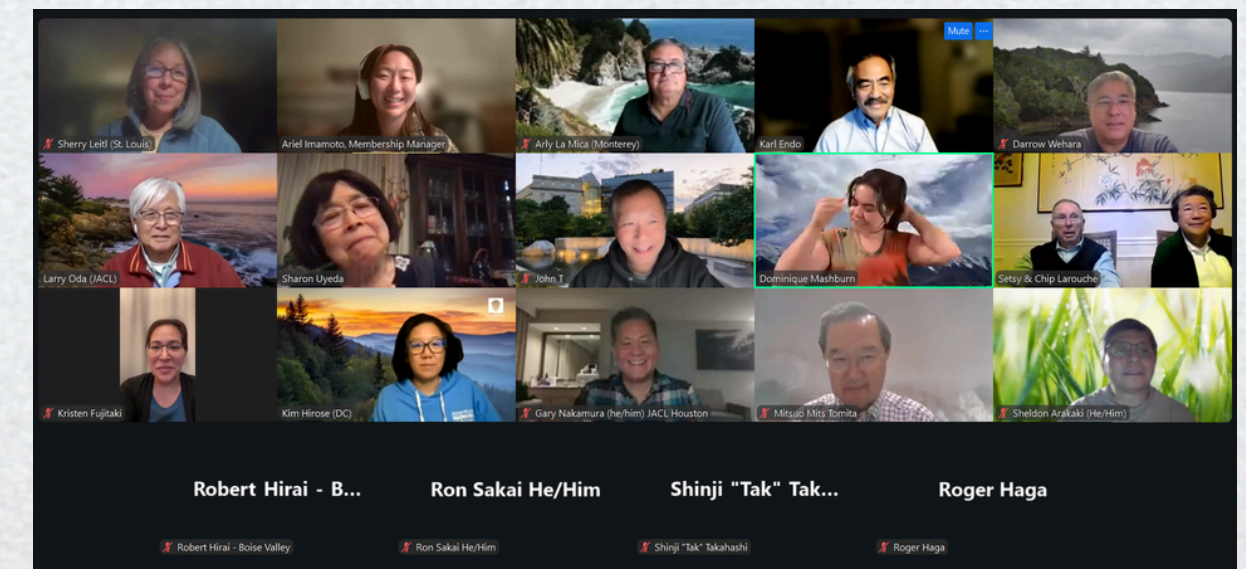 Mute ...
Sherry Leitl (St. Louis)
Ariel Imamoto, Membership Manager
Arly La Mica (Monterey)
Karl Endo
Darrow Wehara
Larry Oda (JACL)
Sharon Uyeda
John T
Dominique Mashburn
Setsy & Chip Larouche
Kristen Fujitaki
Kim Hirose (DC)
Gary Nakamura (he/him) JACL Houston
Mitsuo Mits Tomita
Sheldon Arakaki (He/Him)
Robert Hirai - B...
Ron Sakai He/Him
Shinji "Tak" Tak...
Roger Haga
Robert Hirai - Boise Valley
Ron Sakai He/Him
Shinji "Tak" Takahashi
Roger Haga